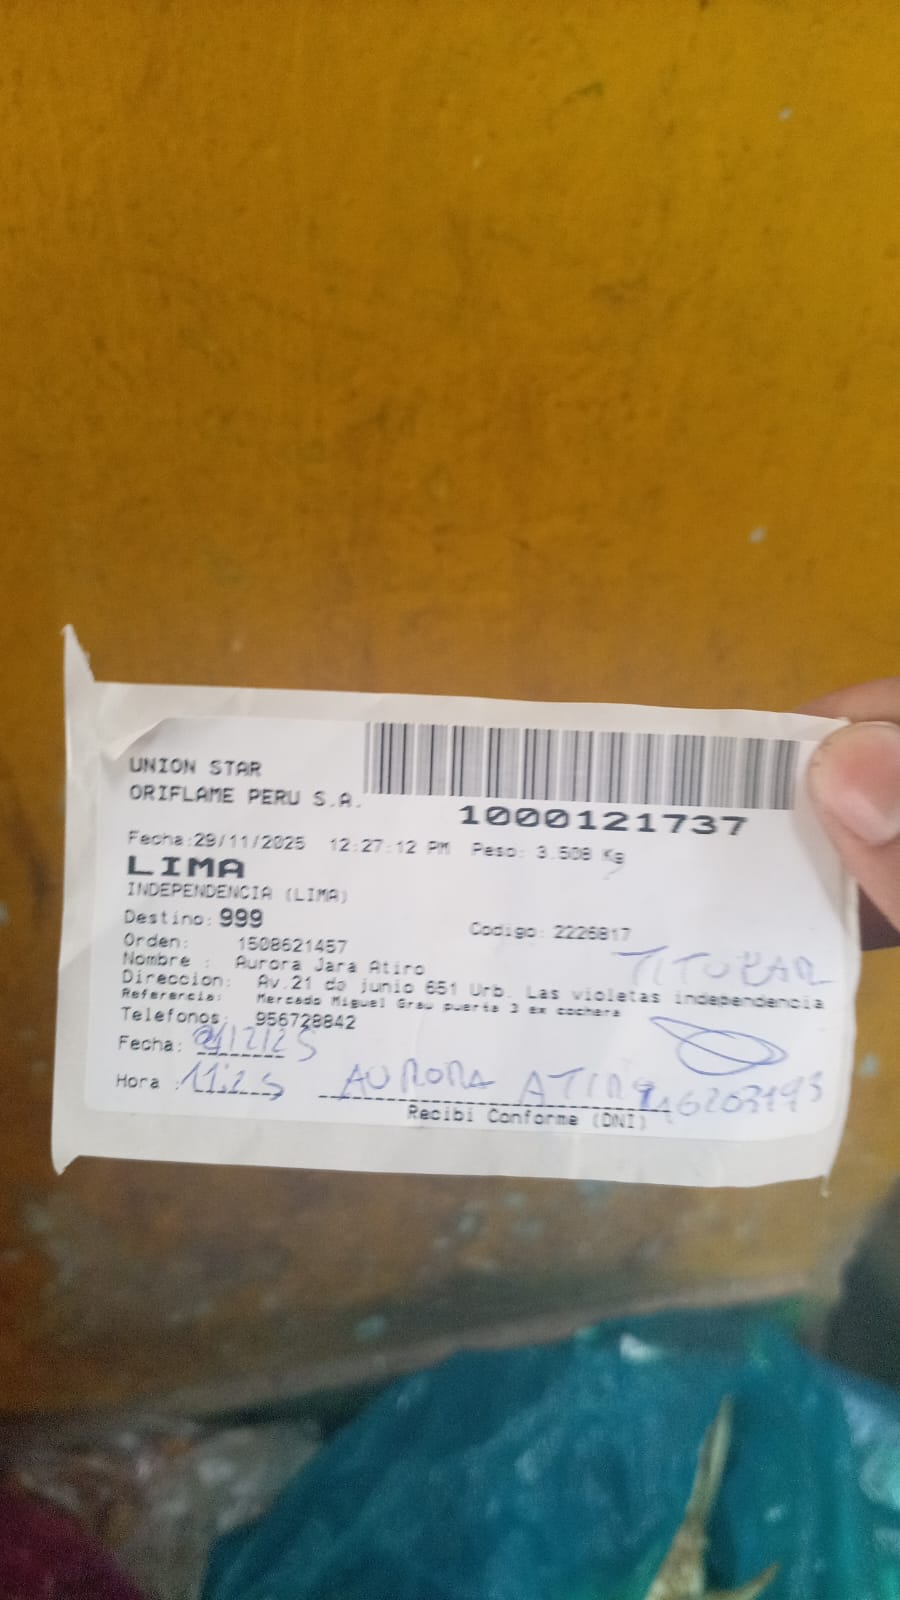 UNION STAR
ORIFLAME PERU S.A.
1000121737
Fecha:29/11/2025 12:27:12 PM Peso: 3.508 Kg
LIMA
INDEPENDENCIA (LIMA)
Destino: 999
Codigo: 2226817
Orden: 1508621457
Nombre : Aurora Jara Atiro
TITULAR
Direccion: Av.21 de junio 651 Urb. Las violetas independencia
Referencia: Mercado Miguel Grau puerta 3 ex cochera
Telefonos: 956728842
Fecha:
Hora : 11:25 AURORA ATIRO
Recibi Conforme (DNI)